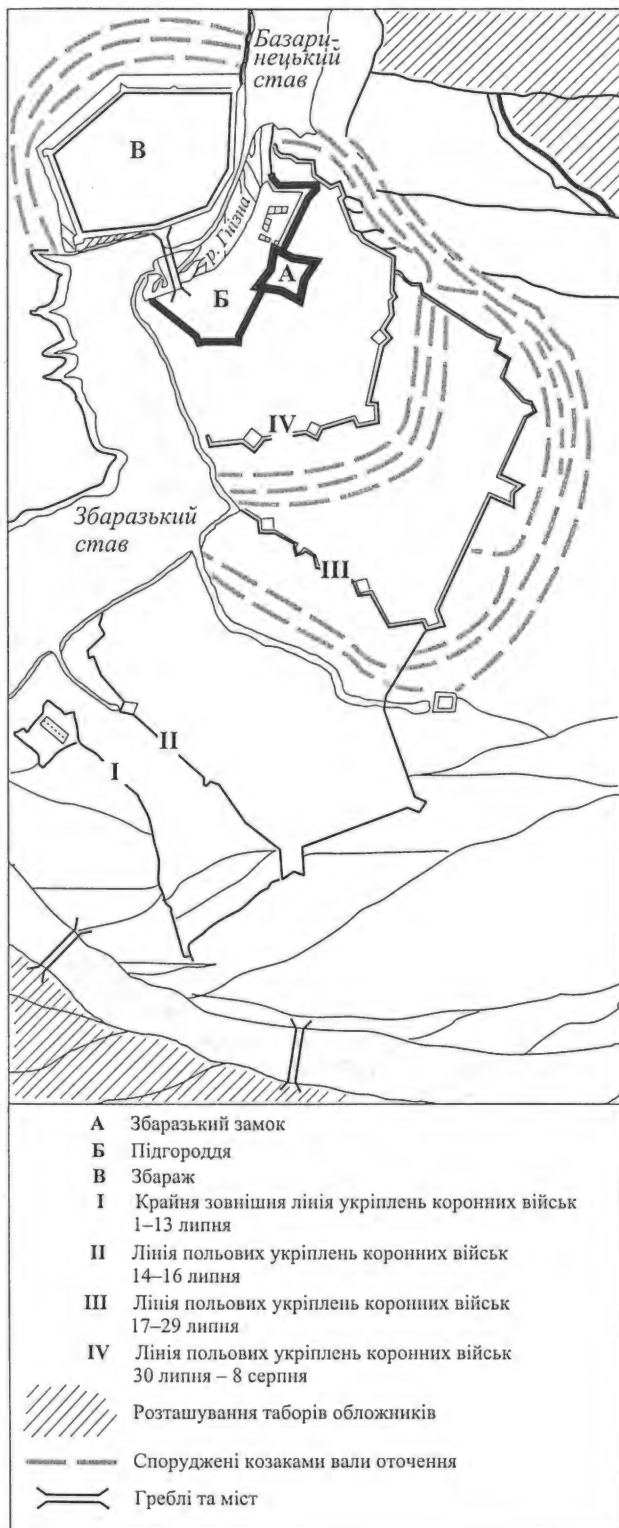 Базари-
нецький
став
В
р. Гнізна
А
Б
IV
Збаразький
став
III
II
I
А Збаразький замок
Б Підгороддя
В Збараж
I Крайня зовнішня лінія укріплень коронних військ
1–13 липня
II Лінія польових укріплень коронних військ
14–16 липня
III Лінія польових укріплень коронних військ
17–29 липня
IV Лінія польових укріплень коронних військ
30 липня – 8 серпня
Розташування таборів обложників
Споруджені козаками вали оточення
Греблі та міст